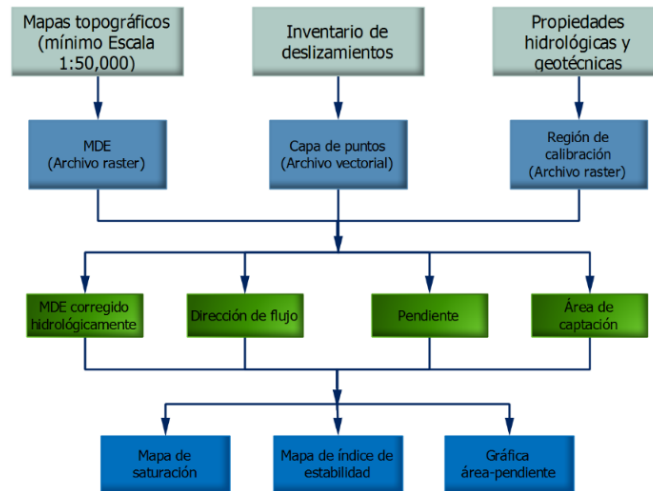 Mapas topográficos
(mínimo Escala
1:50,000)
Inventario de
deslizamientos
Propiedades
hidrológicas y
geotécnicas
MDE
(Archivo raster)
Capa de puntos
(Archivo vectorial)
Región de
calibración
(Archivo raster)
MDE corregido
hidrológicamente
Dirección de flujo
Pendiente
Área de
captación
Mapa de
saturación
Mapa de índice de
estabilidad
Gráfica
área-pendiente